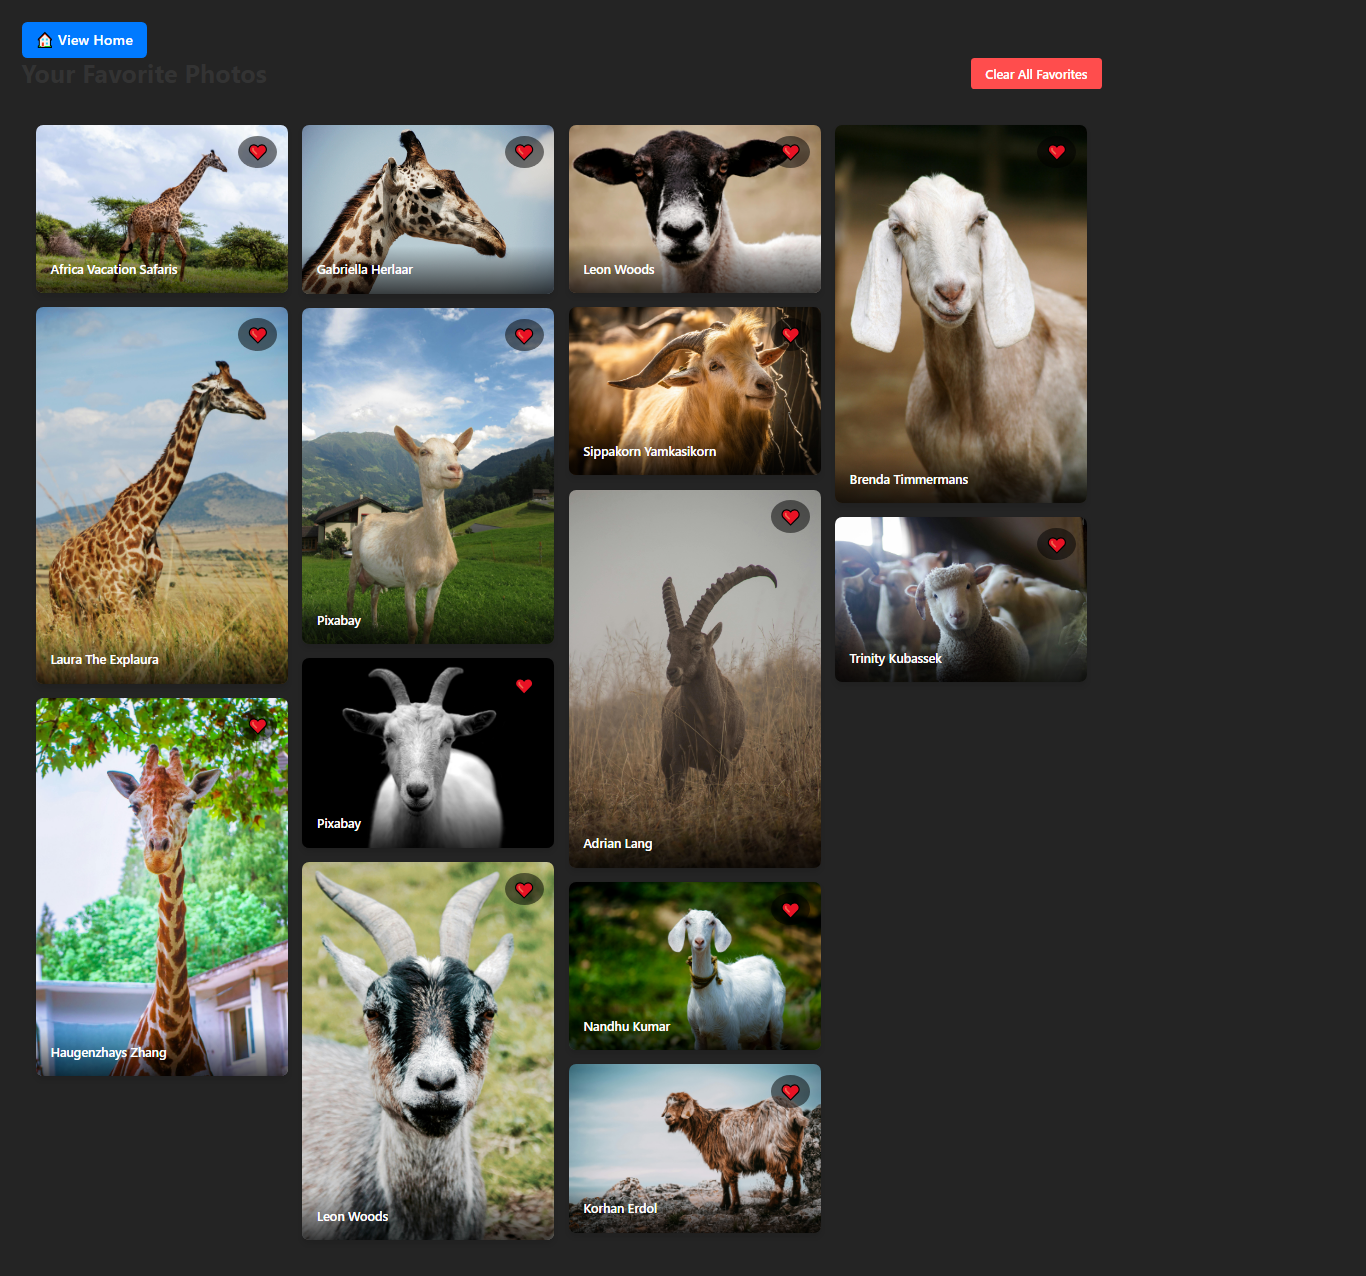 View Home
Your Favorite Photos
Clear All Favorites
Africa Vacation Safaris
Gabriella Herlaar
Leon Woods
Brenda Timmermans
Laura The Explaura
Pixabay
Sippakorn Yamkasikorn
Trinity Kubassek
Haugenzhays Zhang
Pixabay
Adrian Lang
Leon Woods
Nandhu Kumar
Korhan Erdol